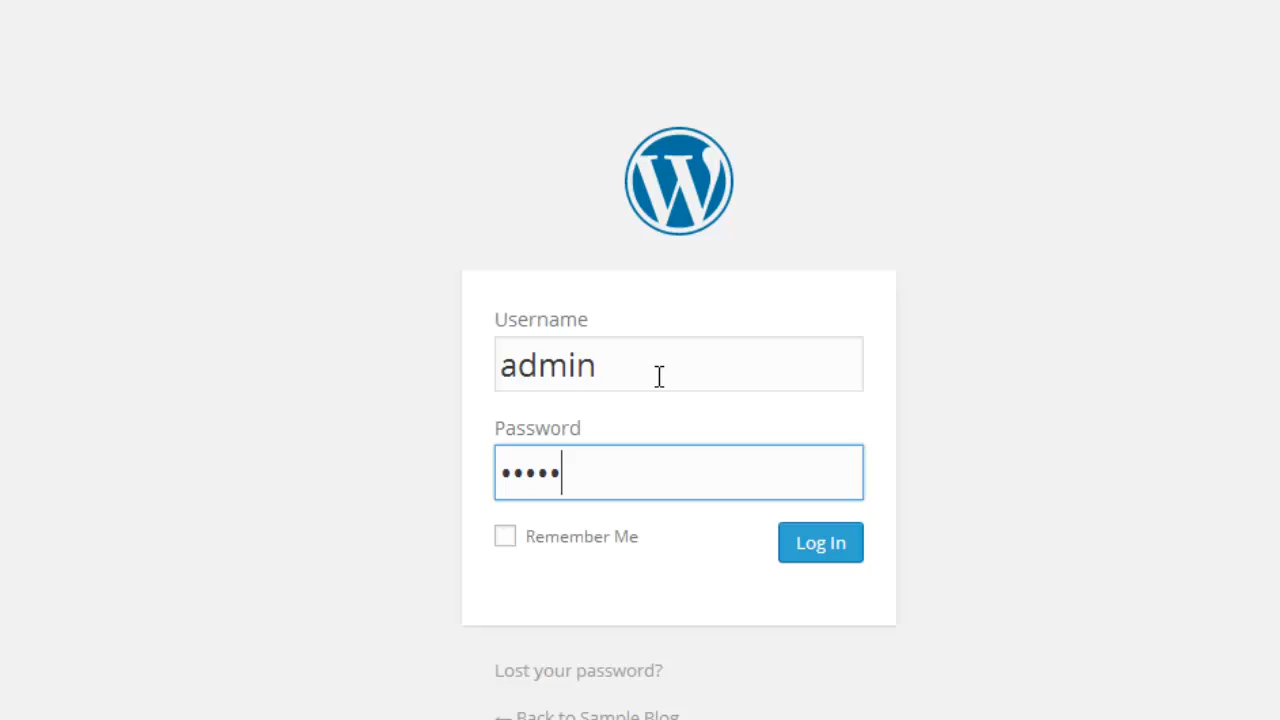 Username
admin
Password
•••••
Remember Me
Log In
Lost your password?
← Back to Sample Blog